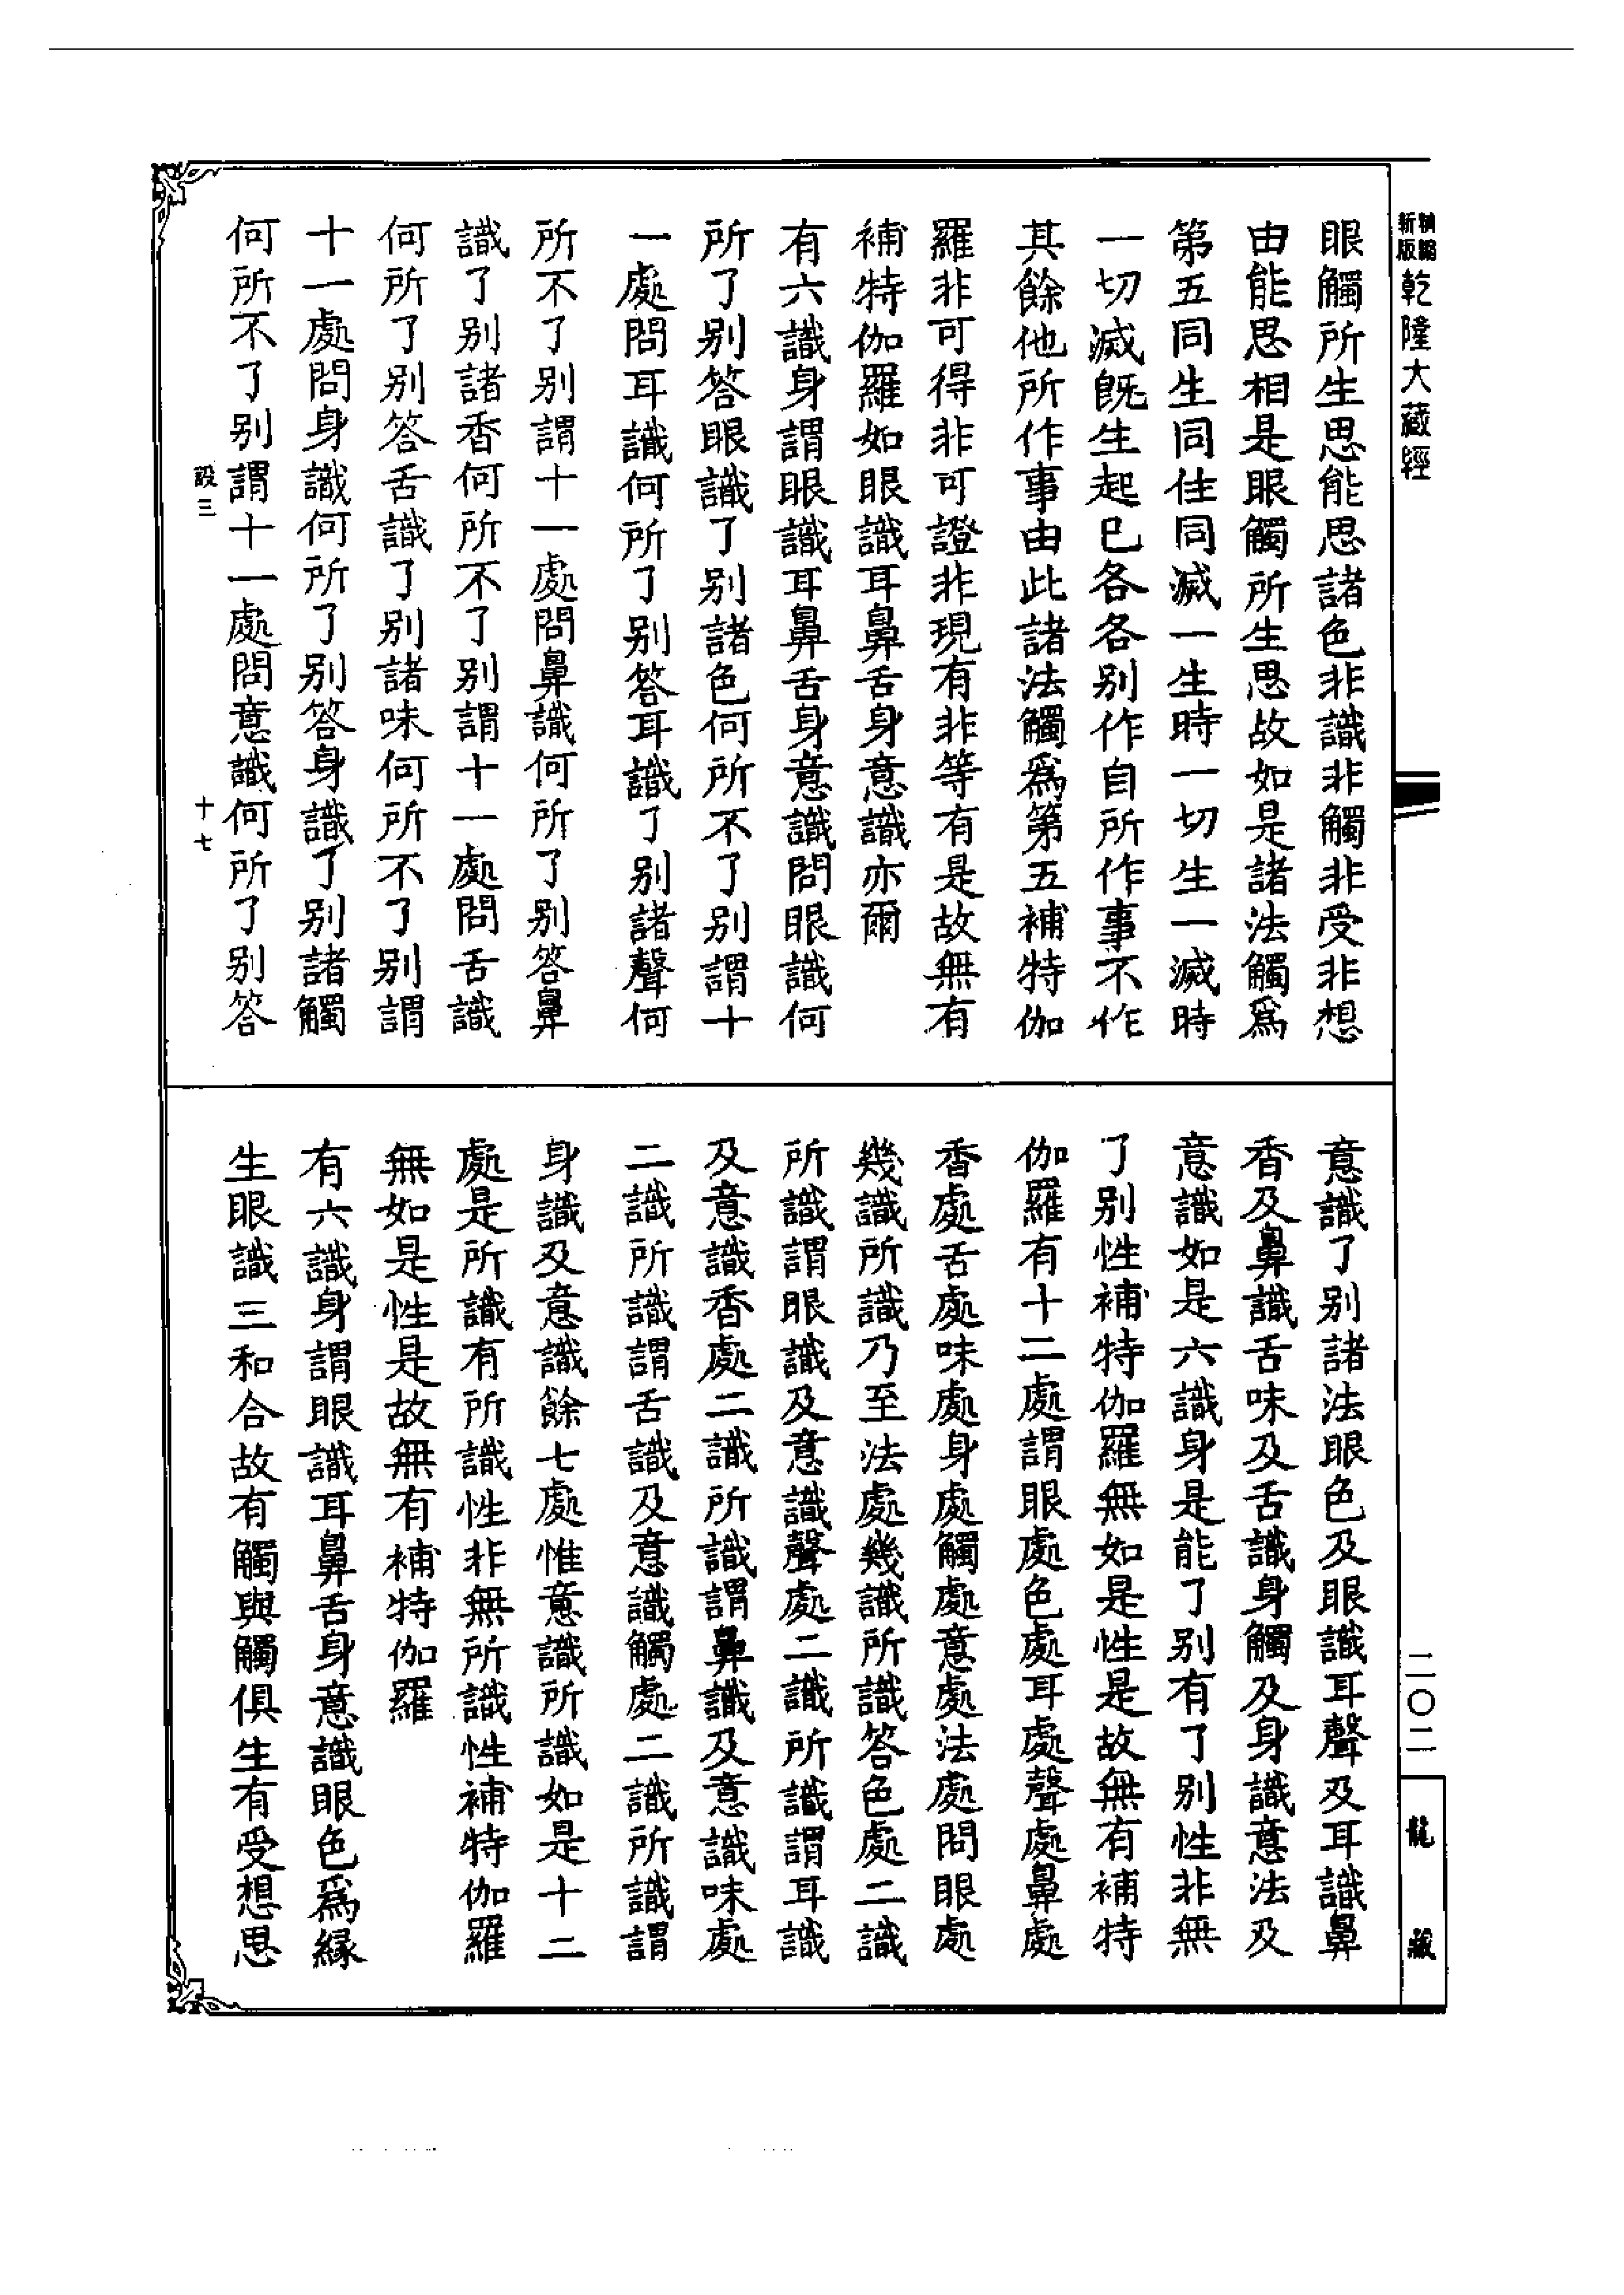 精縮新版
乾隆大藏經
眼觸所生思能思諸色非識非觸非受非想
由能思相是眼觸所生思故如是諸法觸爲
第五同生同住同滅一生時一切生一滅時
一切滅旣生起已各各别作自所作事不作
其餘他所作事由此諸法觸爲第五補特伽
羅非可得非可證非現有非等有是故無有
補特伽羅如眼識耳鼻舌身意識亦爾
有六識身謂眼識耳鼻舌身意識問眼識何
所了别答眼識了别諸色何所不了别謂十
一處問耳識何所了别答耳識了别諸聲何
所不了别謂十一處問鼻識何所了别答鼻
識了别諸香何所不了别謂十一處問舌識
何所了别答舌識了别諸味何所不了别謂
十一處問身識何所了别答身識了别諸觸
何所不了别謂十一處問意識何所了别答
設三
十七
意識了别諸法眼色及眼識耳聲及耳識鼻
香及鼻識舌味及舌識身觸及身識意法及
意識如是六識身是能了别有了别性非無
了别性補特伽羅無如是性是故無有補特
伽羅有十二處謂眼處色處耳處聲處鼻處
香處舌處味處身處觸處意處法處問眼處
幾識所識乃至法處幾識所識答色處二識
所識謂眼識及意識聲處二識所識謂耳識
及意識香處二識所識謂鼻識及意識味處
二識所識謂舌識及意識觸處二識所識謂
身識及意識餘七處惟意識所識如是十二
處是所識有所識性非無所識性補特伽羅
無如是性是故無有補特伽羅
有六識身謂眼識耳鼻舌身意識眼色爲緣
生眼識三和合故有觸與觸俱生有受想思
二〇二
龍藏